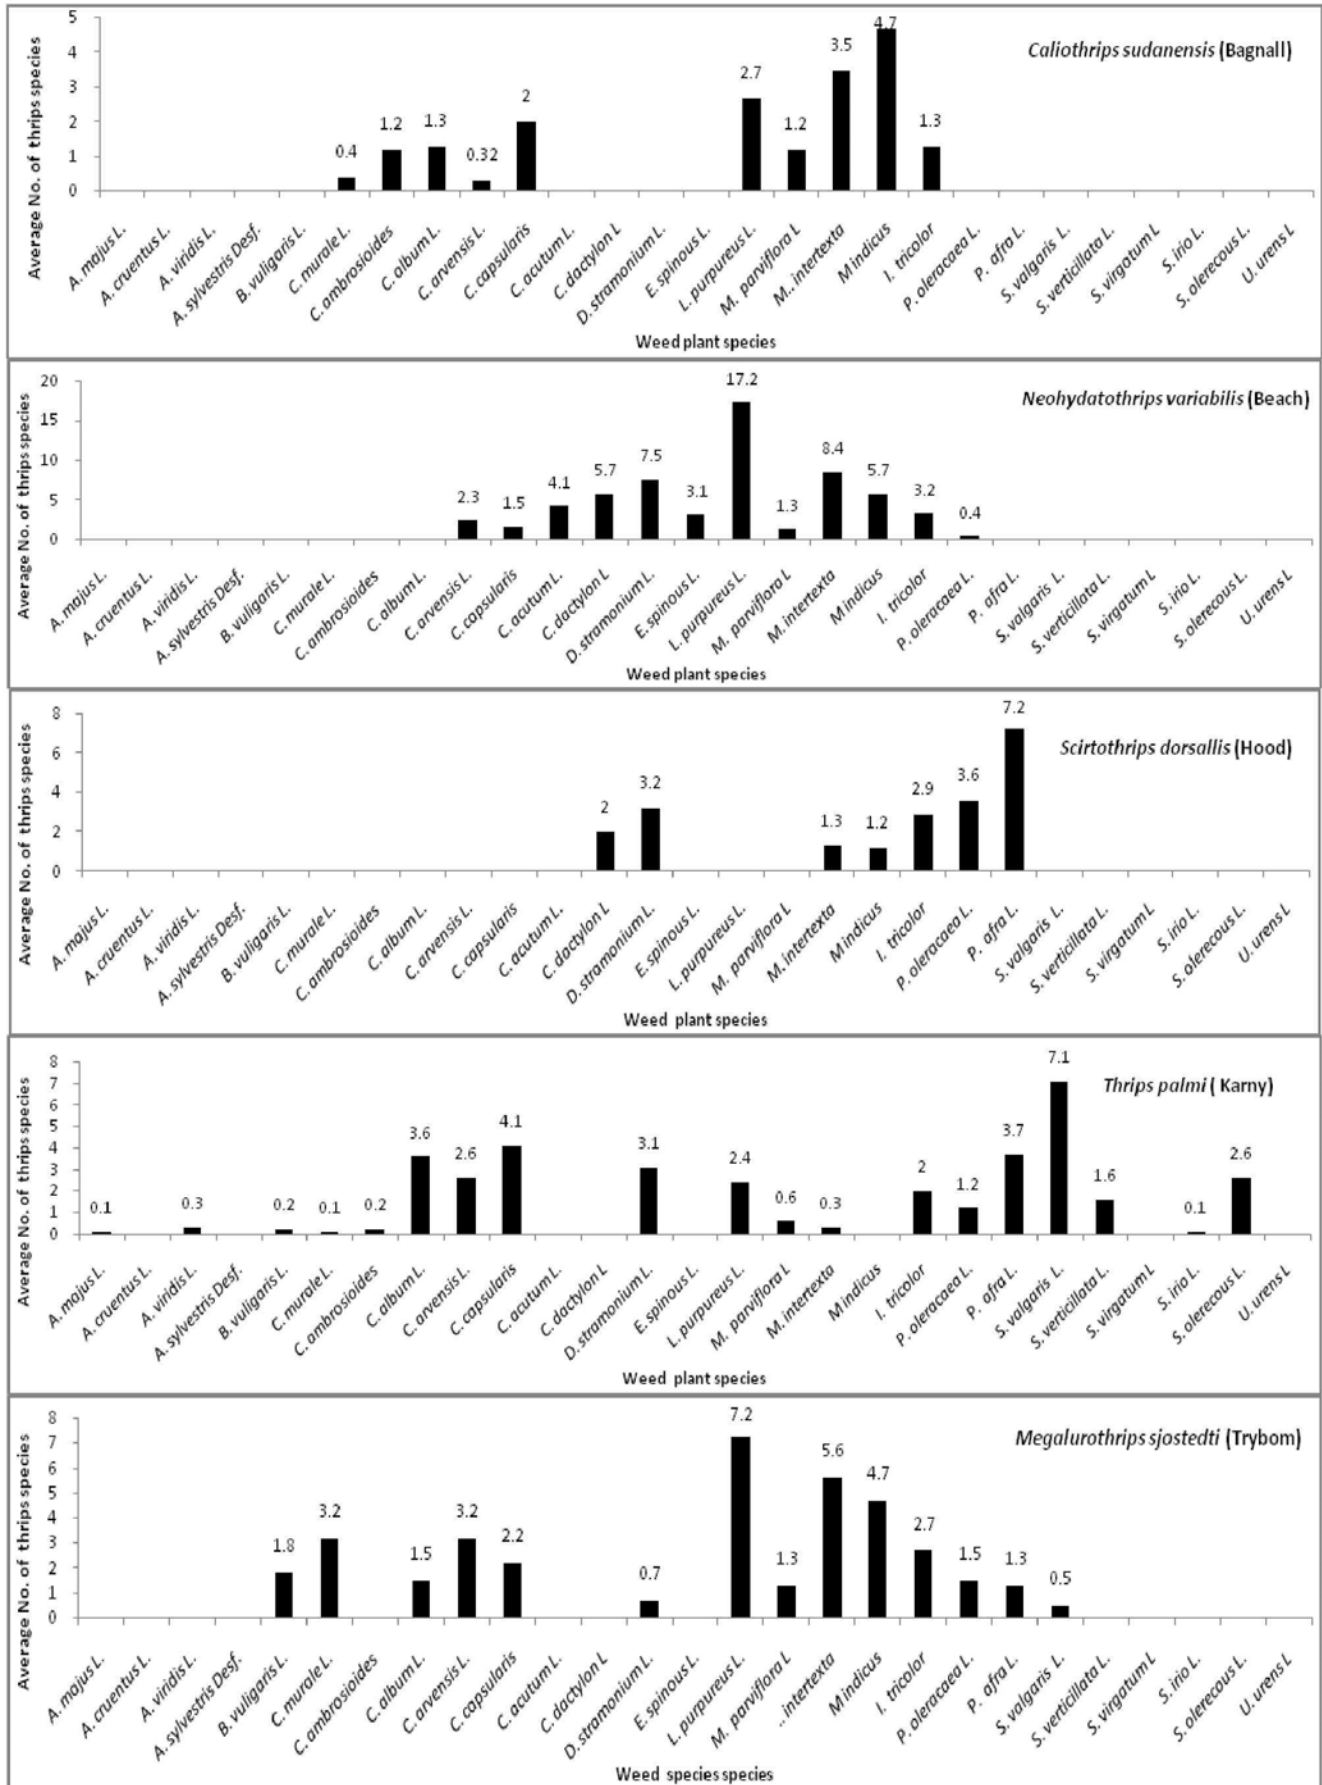 Caliothrips sudanensis (Bagnall)
Average No. of thrips species
5
4
3
2
1
0
0.4
1.2
1.3
0.32
2
2.7
1.2
3.5
4.7
1.3
A. majus L.
A. cruentus L.
A. viridis L.
A. sylvestris Desf.
B. vuligaris L.
C. murale L.
C. ambrosioides
C. album L.
C. arvensis L.
C. capsularis
C. acutum L.
C. dactylon L
D. stramonium L.
E. spinous L.
L. purpureus L.
M. parviflora L
M.. intertexta
M indicus
I. tricolor
P. oleracaea L.
P. afra L.
S. valgaris L.
S. verticillata L.
S. virgatum L
S. irio L.
S. olerecous L.
U. urens L
Weed plant species
Neohydatothrips variabilis (Beach)
Average No. of thrips species
20
15
10
5
0
2.3
1.5
4.1
5.7
7.5
3.1
17.2
1.3
8.4
5.7
3.2
0.4
A. majus L.
A. cruentus L.
A. viridis L.
A. sylvestris Desf.
B. vuligaris L.
C. murale L.
C. ambrosioides
C. album L.
C. arvensis L.
C. capsularis
C. acutum L.
C. dactylon L
D. stramonium L.
E. spinous L.
L. purpureus L.
M. parviflora L
M. intertexta
M indicus
I. tricolor
P. oleracaea L.
P. afra L.
S. valgaris L.
S. verticillata L.
S. virgatum L
S. irio L.
S. olerecous L.
U. urens L
Weed plant species
Scirtothrips dorsallis (Hood)
Average No. of thrips species
8
6
4
2
0
2
3.2
1.3
1.2
2.9
3.6
7.2
A. majus L.
A. cruentus L.
A. viridis L.
A. sylvestris Desf.
B. vuligaris L.
C. murale L.
C. ambrosioides
C. album L.
C. arvensis L.
C. capsularis
C. acutum L.
C. dactylon L
D. stramonium L.
E. spinous L.
L. purpureus L.
M. parviflora L
M. intertexta
M indicus
I. tricolor
P. oleracaea L.
P. afra L.
S. valgaris L.
S. verticillata L.
S. virgatum L
S. irio L.
S. olerecous L.
U. urens L
Weed plant species
Thrips palmi ( Karny)
Average No. of thrips species
8
7
6
5
4
3
2
1
0
0.1
0.3
0.2
0.1
0.2
3.6
2.6
4.1
3.1
2.4
0.6
0.3
2
1.2
3.7
7.1
1.6
0.1
2.6
A. majus L.
A. cruentus L.
A. viridis L.
A. sylvestris Desf.
B. vuligaris L.
C. murale L.
C. ambrosioides
C. album L.
C. arvensis L.
C. capsularis
C. acutum L.
C. dactylon L
D. stramonium L.
E. spinous L.
L. purpureus L.
M. parviflora L
M. intertexta
M indicus
I. tricolor
P. oleracaea L.
P. afra L.
S. valgaris L.
S. verticillata L.
S. virgatum L
S. irio L.
S. olerecous L.
U. urens L
Weed plant species
Megalurothrips sjostedti (Trybom)
Average No. of thrips species
8
7
6
5
4
3
2
1
0
1.8
3.2
1.5
3.2
2.2
0.7
7.2
1.3
5.6
4.7
2.7
1.5
1.3
0.5
A. majus L.
A. cruentus L.
A. viridis L.
A. sylvestris Desf.
B. vuligaris L.
C. murale L.
C. ambrosioides
C. album L.
C. arvensis L.
C. capsularis
C. acutum L.
C. dactylon L
D. stramonium L.
E. spinous L.
L. purpureus L.
M. parviflora L
.. intertexta
M indicus
I. tricolor
P. oleracaea L.
P. afra L.
S. valgaris L.
S. verticillata L.
S. virgatum L
S. irio L.
S. olerecous L.
U. urens L
Weed species species